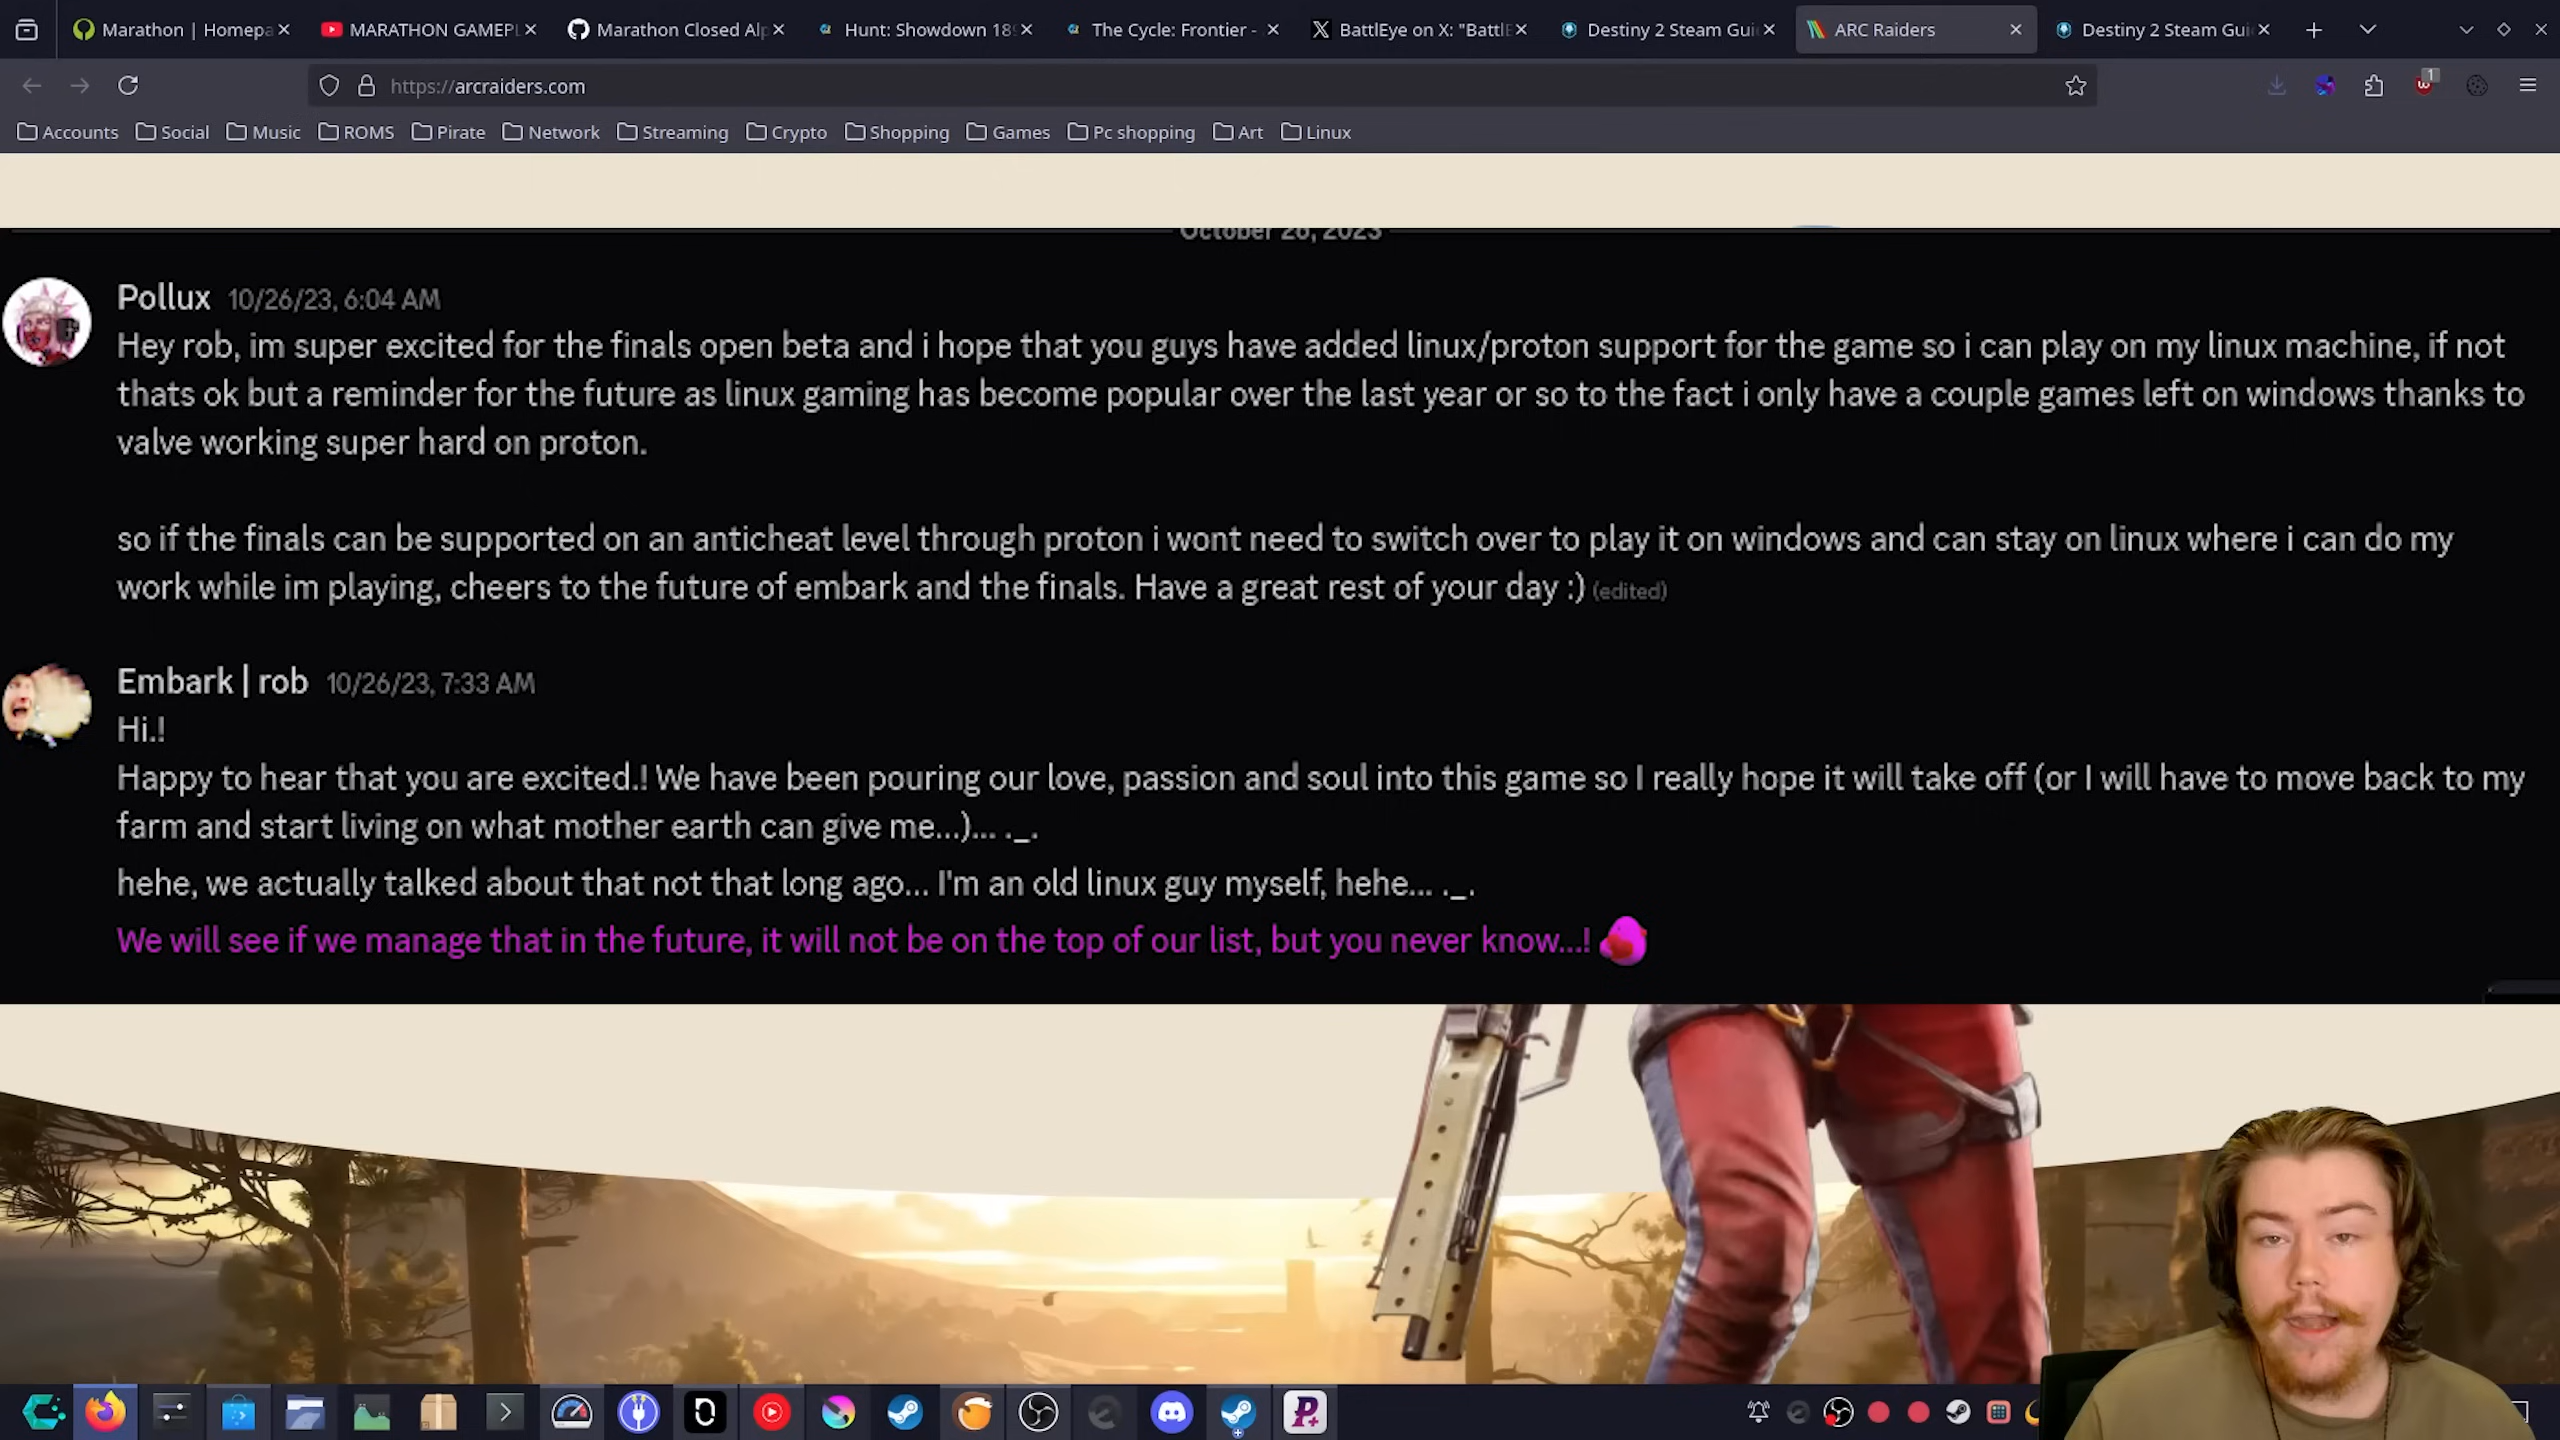 Marathon | Homepa
MARATHON GAMEPL
Marathon Closed Alp
Hunt: Showdown 189
The Cycle: Frontier -
BattlEye on X: "BattlE
Destiny 2 Steam Gui
ARC Raiders
Destiny 2 Steam Gui
https://arcraiders.com
1
Accounts
Social
Music
ROMS
Pirate
Network
Streaming
Crypto
Shopping
Games
Pc shopping
Art
Linux
October 26, 2023
Pollux 10/26/23, 6:04 AM
Hey rob, im super excited for the finals open beta and i hope that you guys have added linux/proton support for the game so i can play on my linux machine, if not
thats ok but a reminder for the future as linux gaming has become popular over the last year or so to the fact i only have a couple games left on windows thanks to
valve working super hard on proton.
so if the finals can be supported on an anticheat level through proton i wont need to switch over to play it on windows and can stay on linux where i can do my
work while im playing, cheers to the future of embark and the finals. Have a great rest of your day :) (edited)
Embark | rob 10/26/23, 7:33 AM
Hi.!
Happy to hear that you are excited.! We have been pouring our love, passion and soul into this game so I really hope it will take off (or I will have to move back to my
farm and start living on what mother earth can give me...)... ._.
hehe, we actually talked about that not that long ago... I'm an old linux guy myself, hehe... ._.
We will see if we manage that in the future, it will not be on the top of our list, but you never know...!